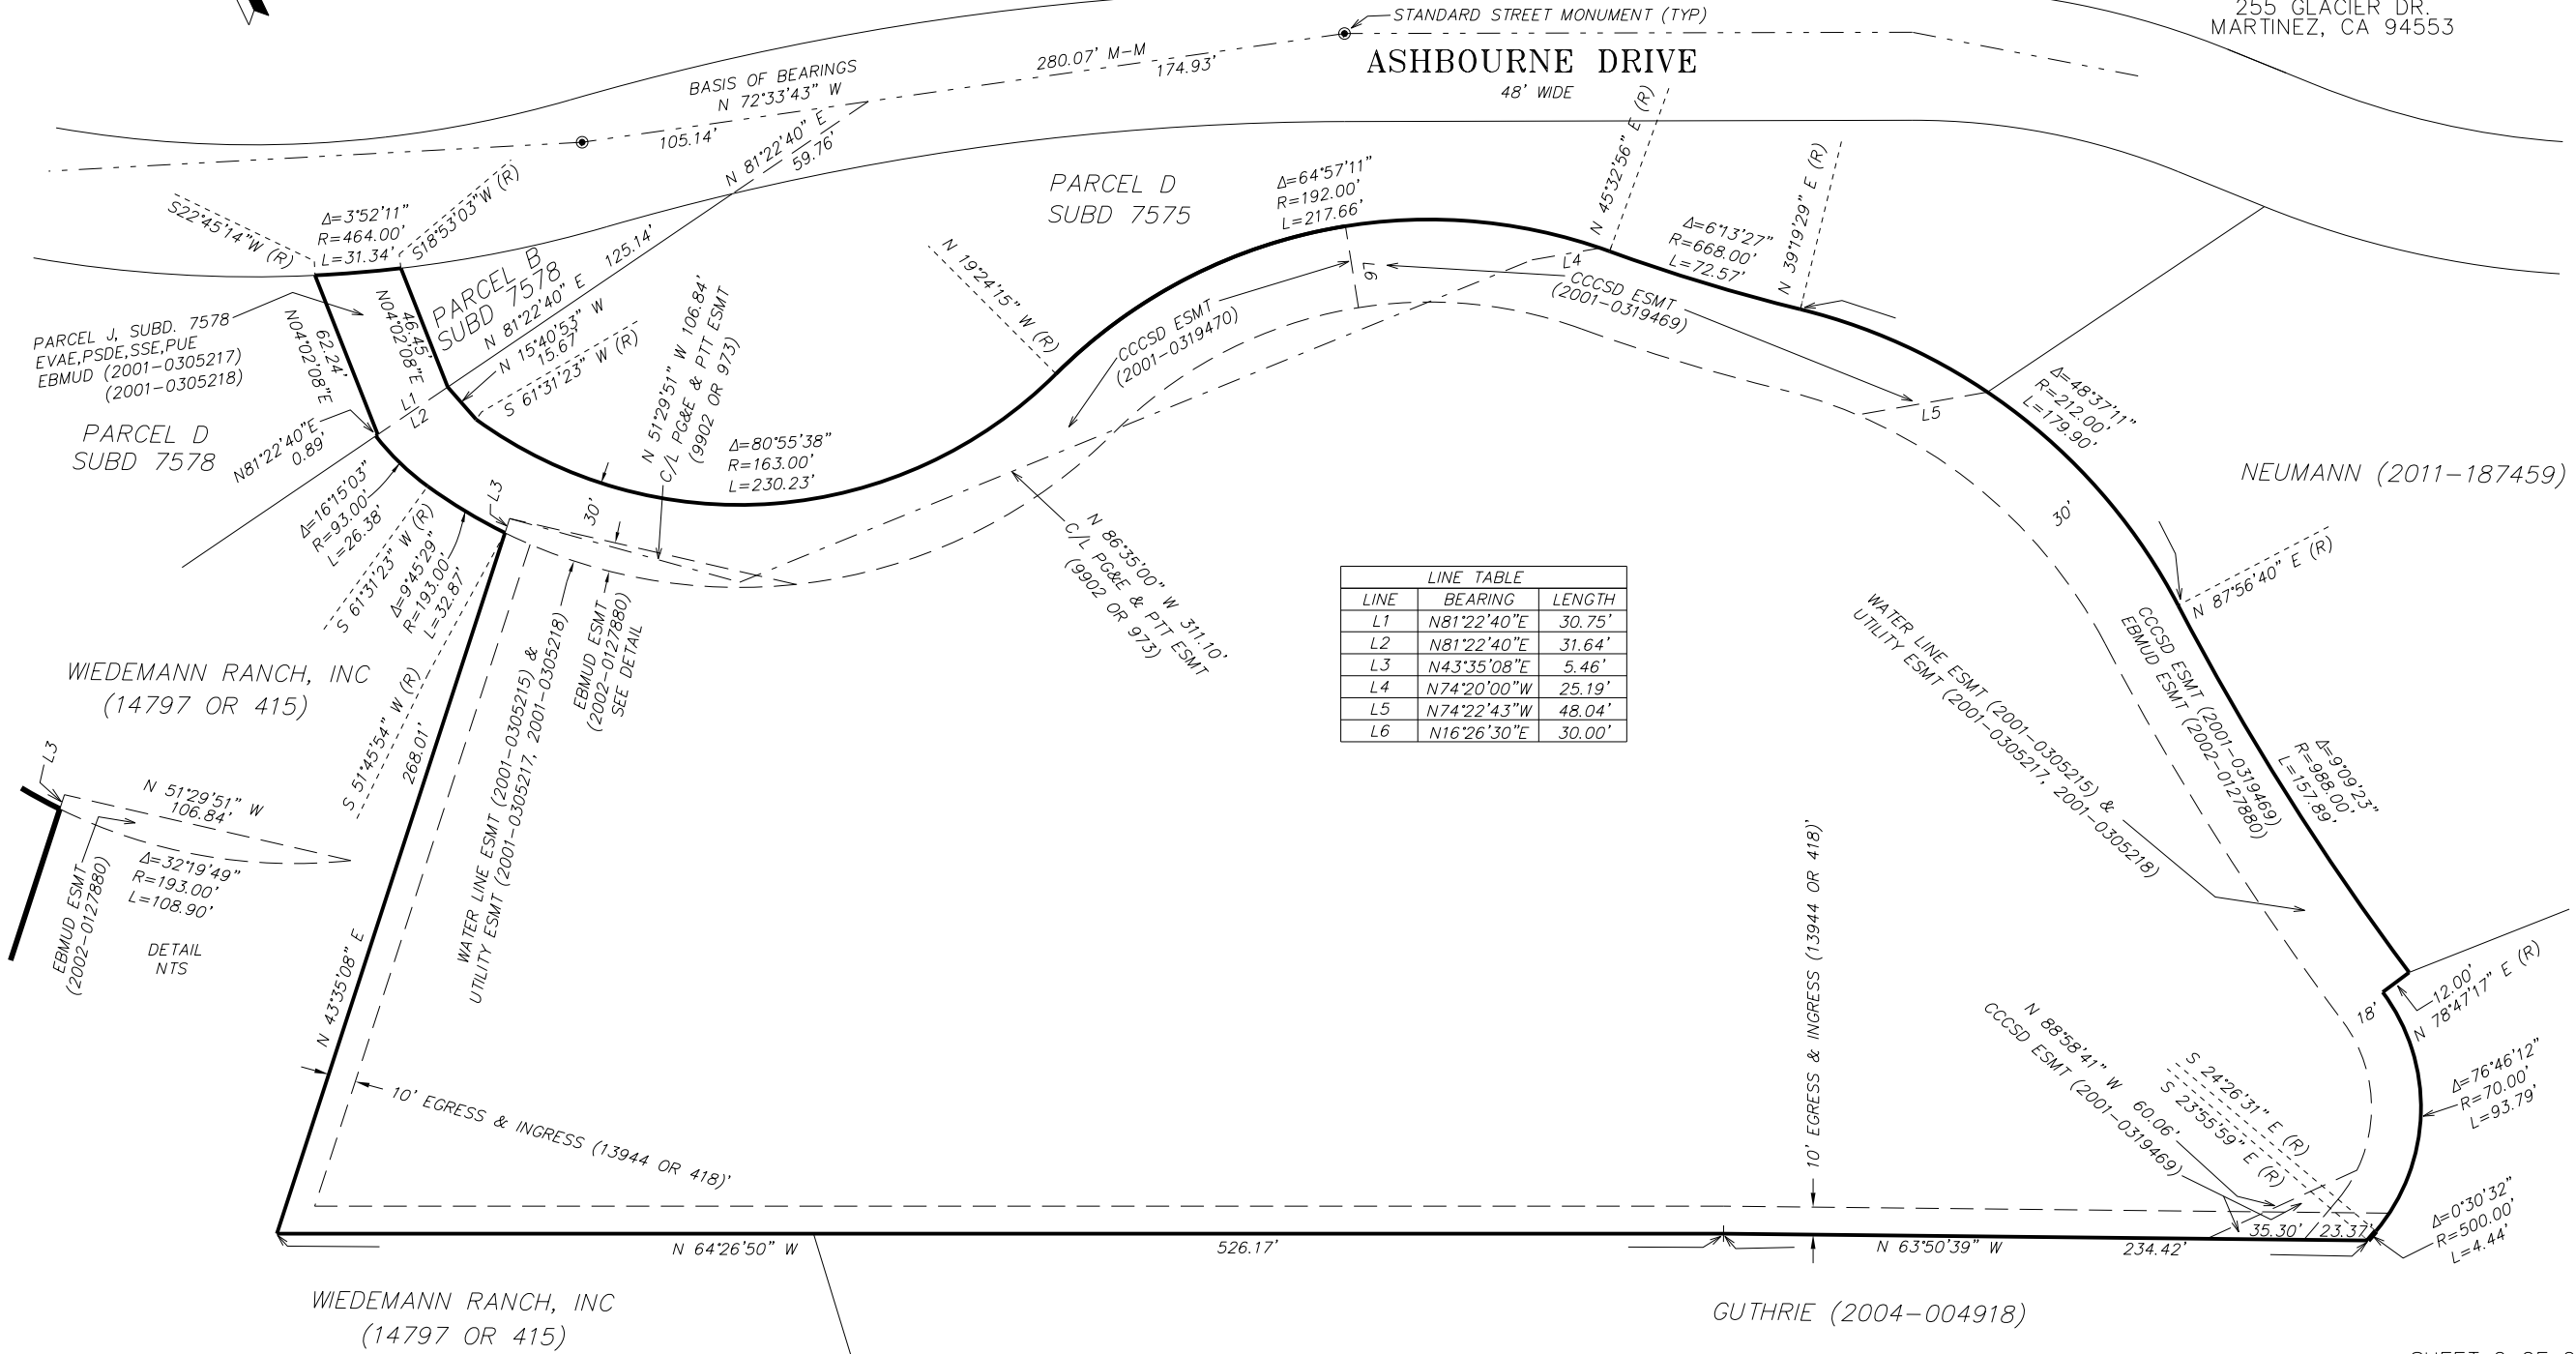 255 GLACIER DR.
MARTINEZ, CA 94553
STANDARD STREET MONUMENT (TYP)
ASHBOURNE DRIVE
48' WIDE
280.07' M-M
174.93'
BASIS OF BEARINGS
N 72°33'43" W
105.14'
N 81°22'40" E
59.76'
S22°45'14"W (R)
Δ=3°52'11"
R=464.00'
L=31.34'
S18°53'03"W (R)
PARCEL B
SUBD 7578
125.14'
N 81°22'40" E
N 15°40'53" W
15.67'
S 61°31'23" W (R)
N04°02'08"E
46.45'
N04°02'08"E
62.24'
PARCEL J, SUBD. 7578
EVAE,PSDE,SSE,PUE
EBMUD (2001-0305217)
(2001-0305218)
PARCEL D
SUBD 7578
L1
L2
N81°22'40"E
0.89'
Δ=16°15'03"
R=93.00'
L=26.38'
S 61°31'23" W (R)
Δ=9°45'29"
R=193.00'
L=32.87'
L3
30'
N 51°29'51" W 106.84'
C/L PG&E & PTT ESMT
(9902 OR 973)
Δ=80°55'38"
R=163.00'
L=230.23'
PARCEL D
SUBD 7575
N 19°24'15" W (R)
Δ=64°57'11"
R=192.00'
L=217.66'
CCCSD ESMT
(2001-0319470)
L6
L4
CCCSD ESMT
(2001-0319469)
N 45°32'56" E (R)
Δ=6°13'27"
R=668.00'
L=72.57'
N 39°19'29" E (R)
L5
Δ=48°37'11"
R=212.00'
L=179.90'
NEUMANN (2011-187459)
30'
N 87°56'40" E (R)
N 86°35'00" W 311.10'
C/L PG&E & PTT ESMT
(9902 OR 973)
LINE TABLE
LINE BEARING LENGTH
L1 N81°22'40"E 30.75'
L2 N81°22'40"E 31.64'
L3 N43°35'08"E 5.46'
L4 N74°20'00"W 25.19'
L5 N74°22'43"W 48.04'
L6 N16°26'30"E 30.00'
WIEDEMANN RANCH, INC
(14797 OR 415)
S 51°45'54" W (R)
268.01'
N 43°35'08" E
WATER LINE ESMT (2001-0305215) &
UTILITY ESMT (2001-0305217, 2001-0305218)
EBMUD ESMT
(2002-0127880)
SEE DETAIL
L3
N 51°29'51" W
106.84'
Δ=32°19'49"
R=193.00'
L=108.90'
EBMUD ESMT
(2002-0127880)
DETAIL
NTS
WATER LINE ESMT (2001-0305215) &
UTILITY ESMT (2001-0305217, 2001-0305218)
CCCSD ESMT (2001-0319469)
EBMUD ESMT (2002-0127880)
Δ=9°09'23"
R=988.00'
L=157.89'
12.00'
N 78°47'17" E (R)
18'
Δ=76°46'12"
R=70.00'
L=93.79'
N 88°58'41" W 60.06'
CCCSD ESMT (2001-0319469)
S 24°26'31" E (R)
S 23°55'59" E (R)
Δ=0°30'32"
R=500.00'
L=4.44'
35.30' / 23.37'
10' EGRESS & INGRESS (13944 OR 418)'
10' EGRESS & INGRESS (13944 OR 418)'
N 64°26'50" W
526.17'
N 63°50'39" W
234.42'
WIEDEMANN RANCH, INC
(14797 OR 415)
GUTHRIE (2004-004918)